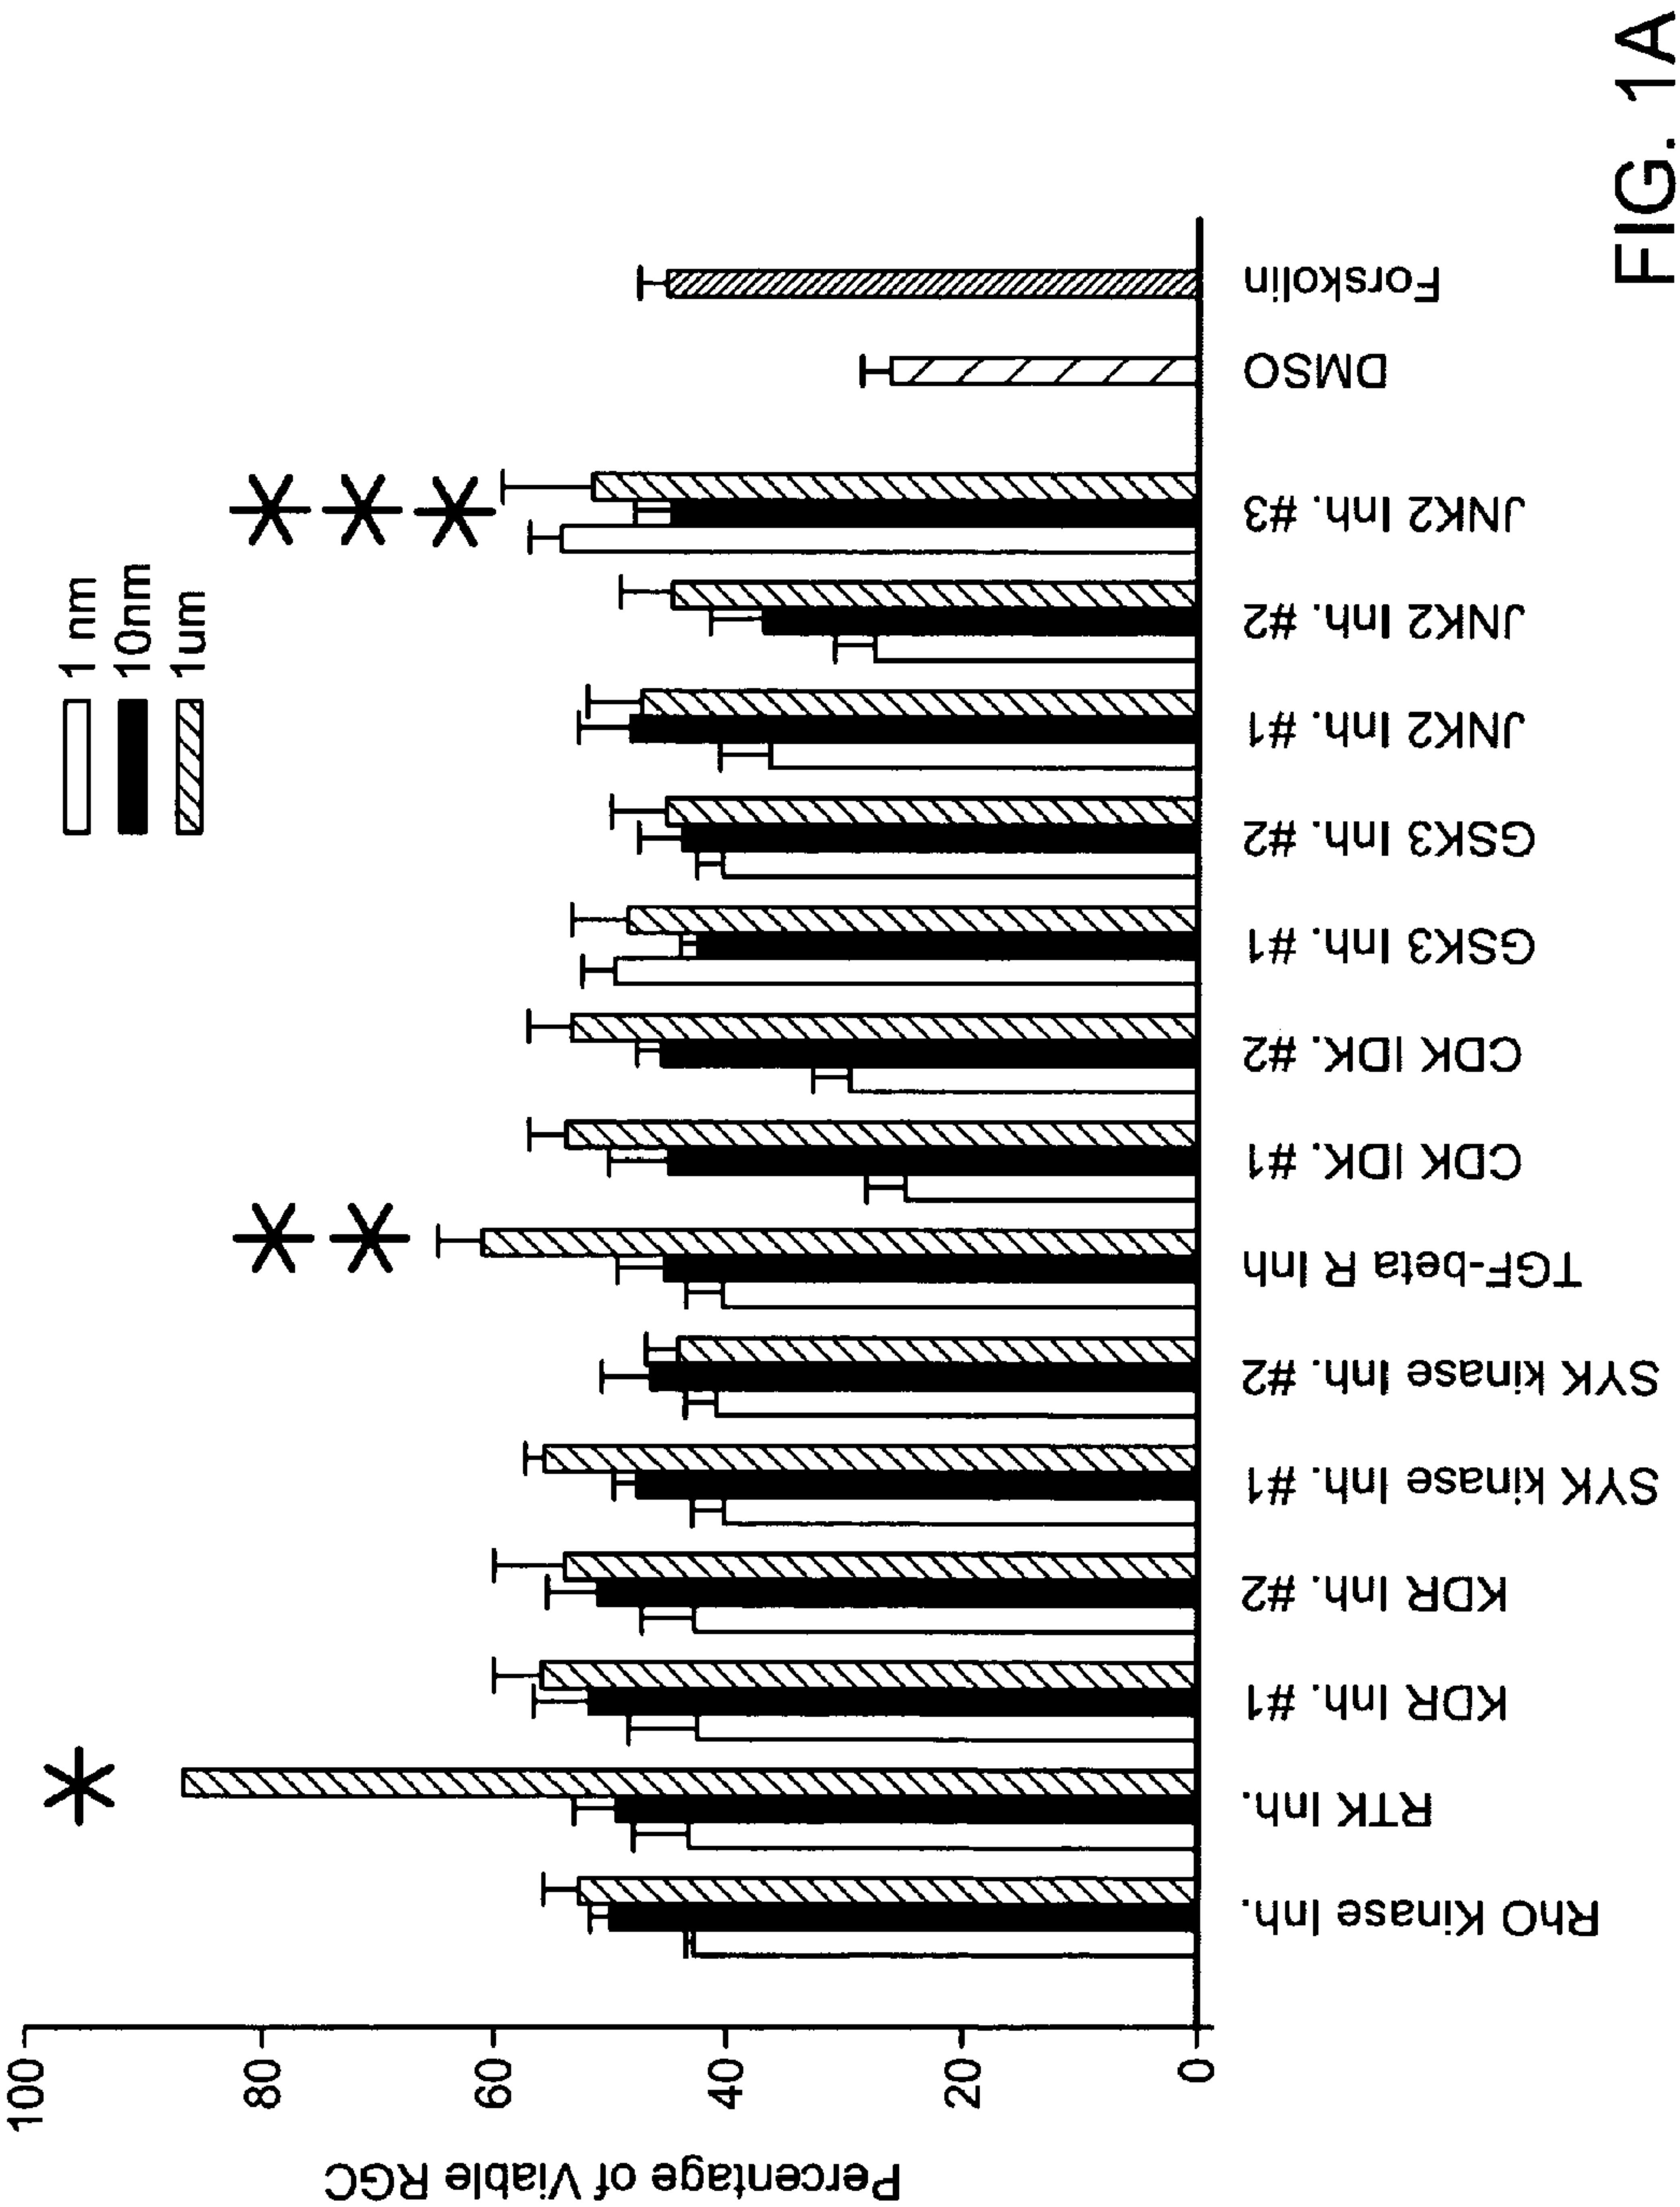 Percentage of Viable RGC
100
80
60
40
20
0
1 nm
10nm
1um
*
**
***
RhO Kinase Inh.
RTK Inh.
KDR Inh. #1
KDR Inh. #2
SYK kinase Inh. #1
SYK kinase Inh. #2
TGF-beta R Inh
CDK IDK. #1
CDK IDK. #2
GSK3 Inh. #1
GSK3 Inh. #2
JNK2 Inh. #1
JNK2 Inh. #2
JNK2 Inh. #3
DMSO
Forskolin
FIG. 1A